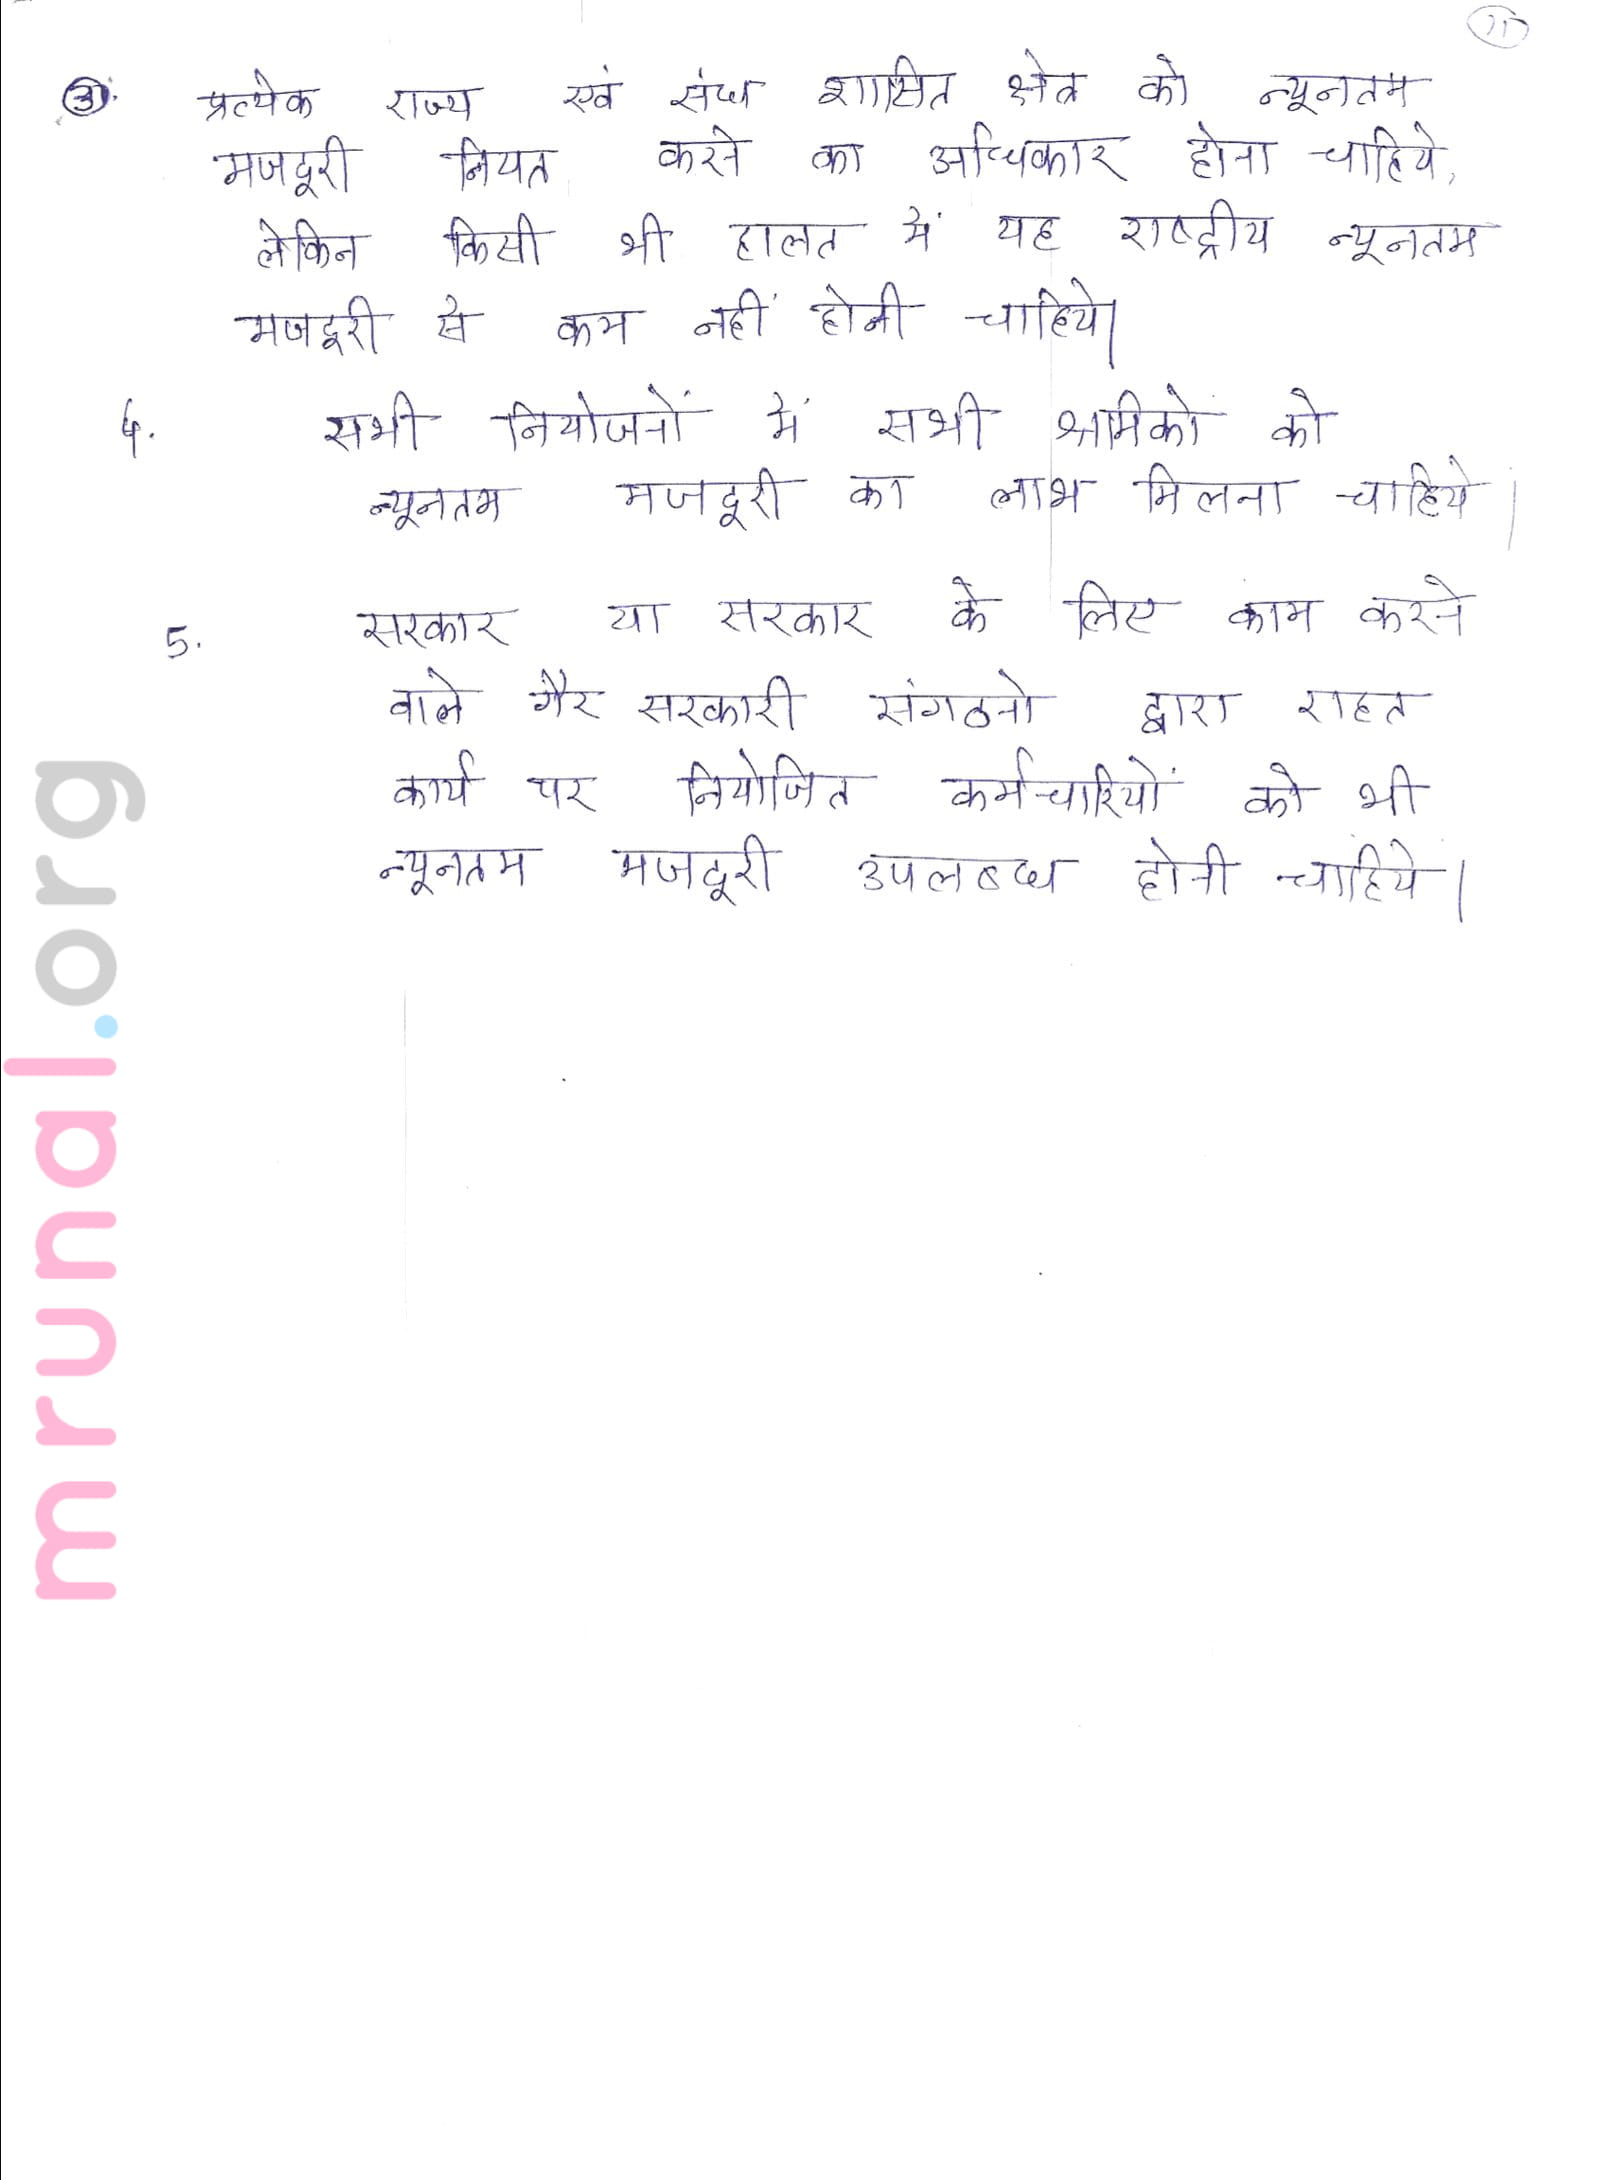 3. प्रत्येक राज्य एवं संघ शासित क्षेत्र को न्यूनतम
मजदूरी नियत करने का अधिकार होना चाहिये,
लेकिन किसी भी हालत में यह राष्ट्रीय न्यूनतम
मजदूरी से कम नहीं होनी चाहिये।
4. सभी नियोजनों में सभी श्रमिकों को
न्यूनतम मजदूरी का लाभ मिलना चाहिये।
5. सरकार या सरकार के लिए काम करने
वाले गैर सरकारी संगठनो द्वारा राहत
कार्य पर नियोजित कर्मचारियों को भी
न्यूनतम मजदूरी उपलब्ध होनी चाहिये।
mrunal.org